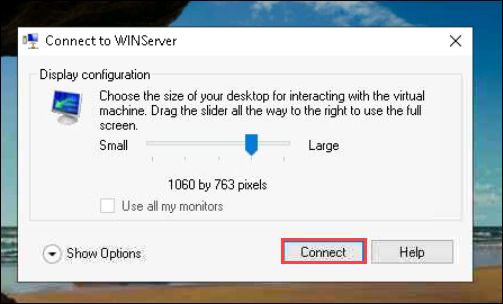 Connect to WINServer
Display configuration
Choose the size of your desktop for interacting with the virtual
machine. Drag the slider all the way to the right to use the full
screen.
Small Large
1060 by 763 pixels
Use all my monitors
Show Options Connect Help